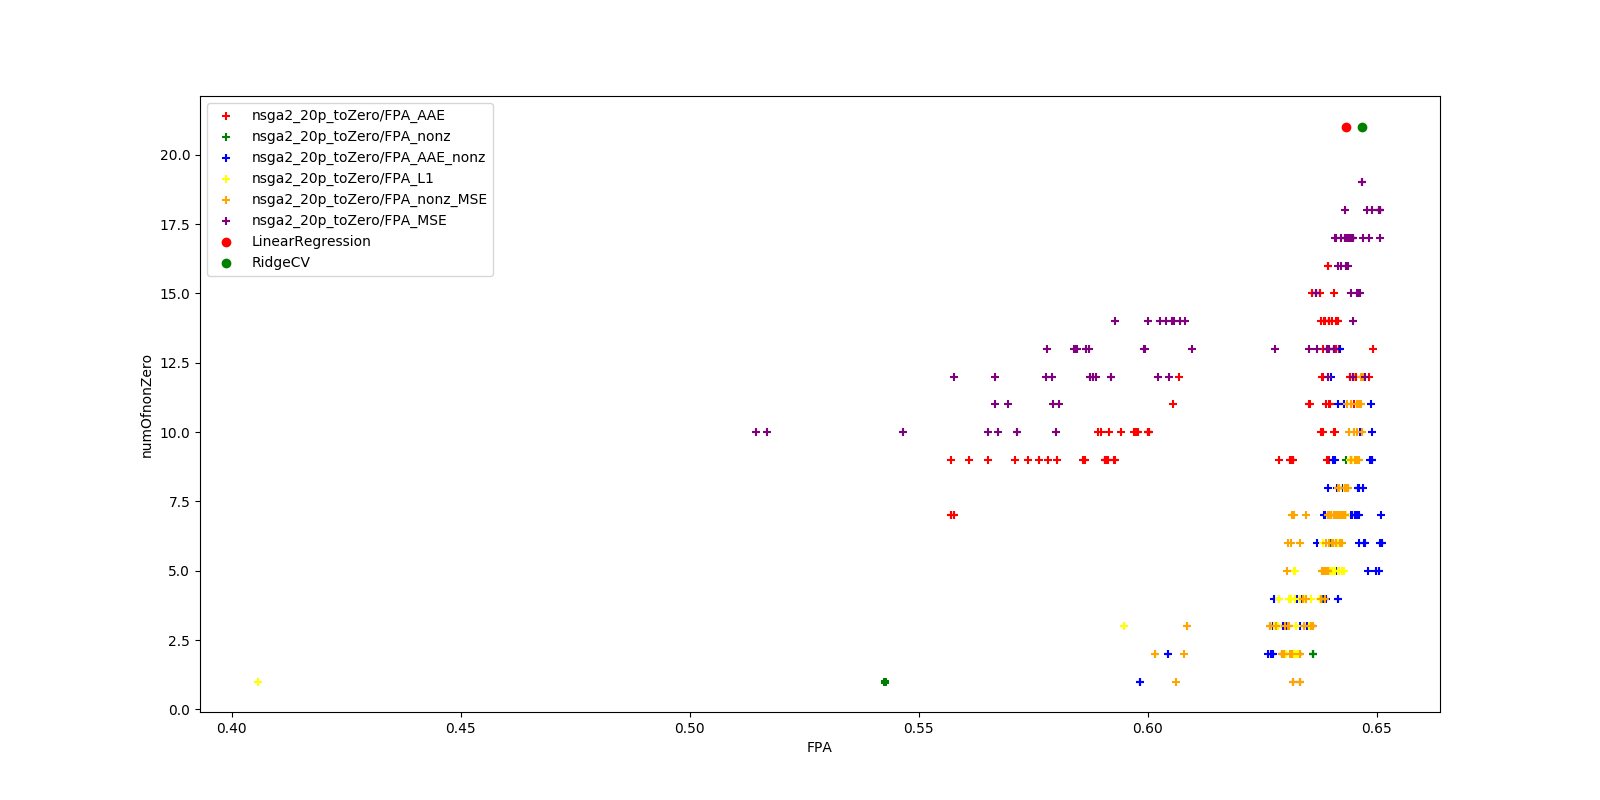 nsga2_20p_toZero/FPA_AAE
nsga2_20p_toZero/FPA_nonz
nsga2_20p_toZero/FPA_AAE_nonz
nsga2_20p_toZero/FPA_L1
nsga2_20p_toZero/FPA_nonz_MSE
nsga2_20p_toZero/FPA_MSE
LinearRegression
RidgeCV
numOfnonZero
20.0
17.5
15.0
12.5
10.0
7.5
5.0
2.5
0.0
0.40 0.45 0.50 0.55 0.60 0.65
FPA